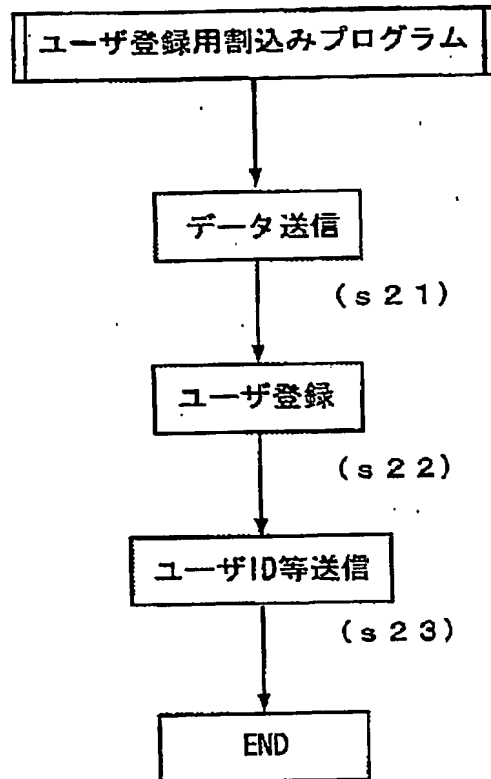 ユーザ登録用割込みプログラム
データ送信
(s21)
ユーザ登録
(s22)
ユーザID等送信
(s23)
END